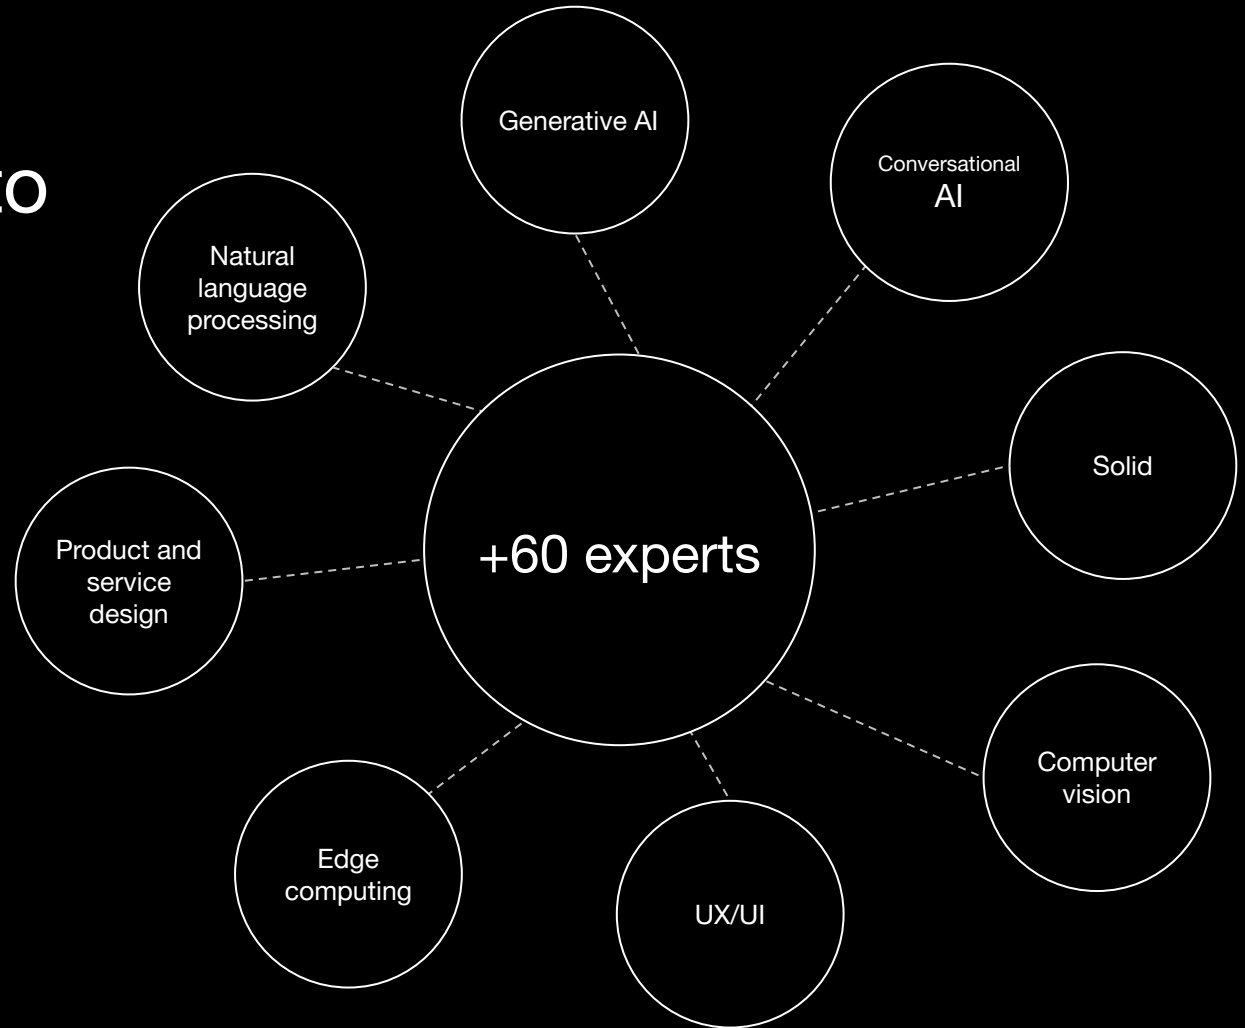 Generative AI
Conversational
AI
Natural
language
processing
Solid
Product and
service
design
+60 experts
Computer
vision
Edge
computing
UX/UI